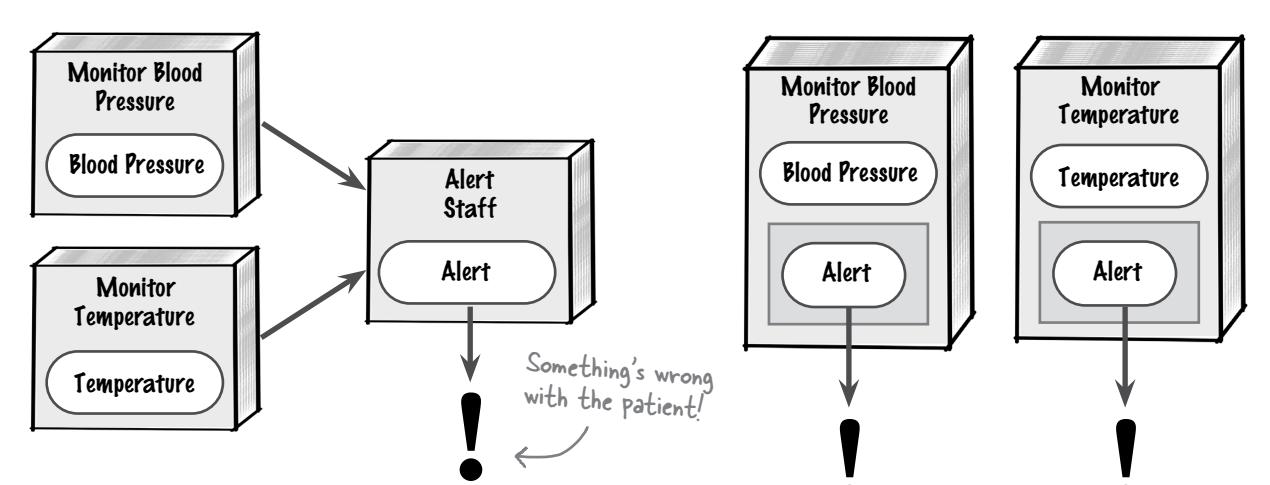 Monitor Blood
Pressure
Blood Pressure
Monitor
Temperature
Temperature
Alert
Staff
Alert
Something's wrong
with the patient!
Monitor Blood
Pressure
Blood Pressure
Alert
Monitor
Temperature
Temperature
Alert